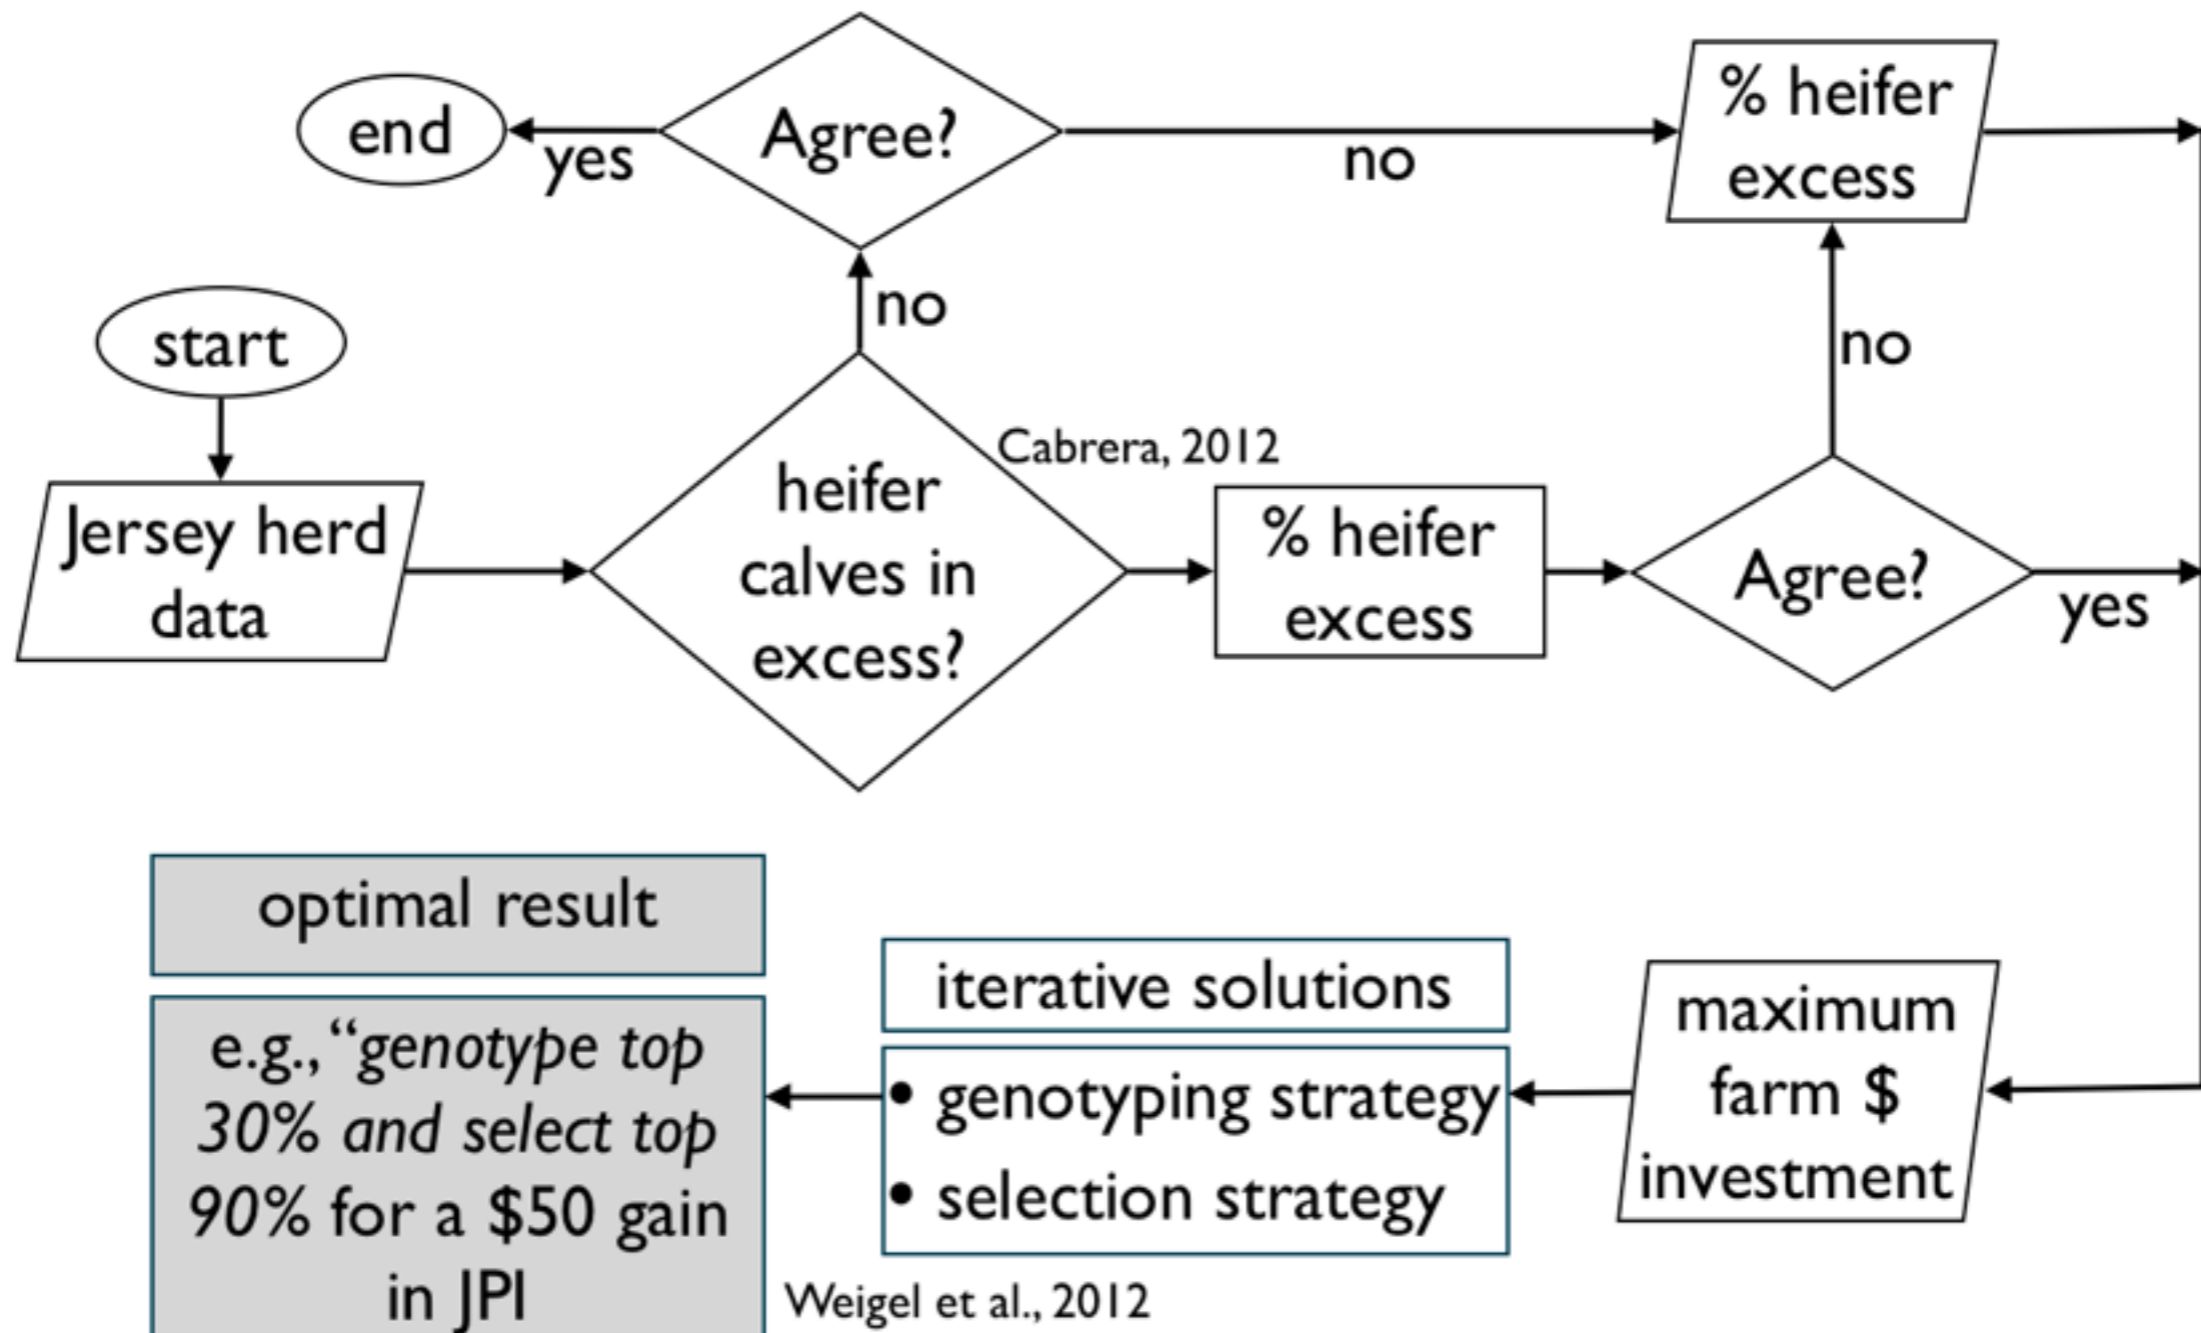 end
yes
Agree?
no
% heifer
excess
start
no
no
Jersey herd
data
heifer
calves in
excess?
Cabrera, 2012
% heifer
excess
Agree?
yes
optimal result
e.g., “genotype top
30% and select top
90% for a $50 gain
in JPI
iterative solutions
• genotyping strategy
• selection strategy
Weigel et al., 2012
maximum
farm $
investment